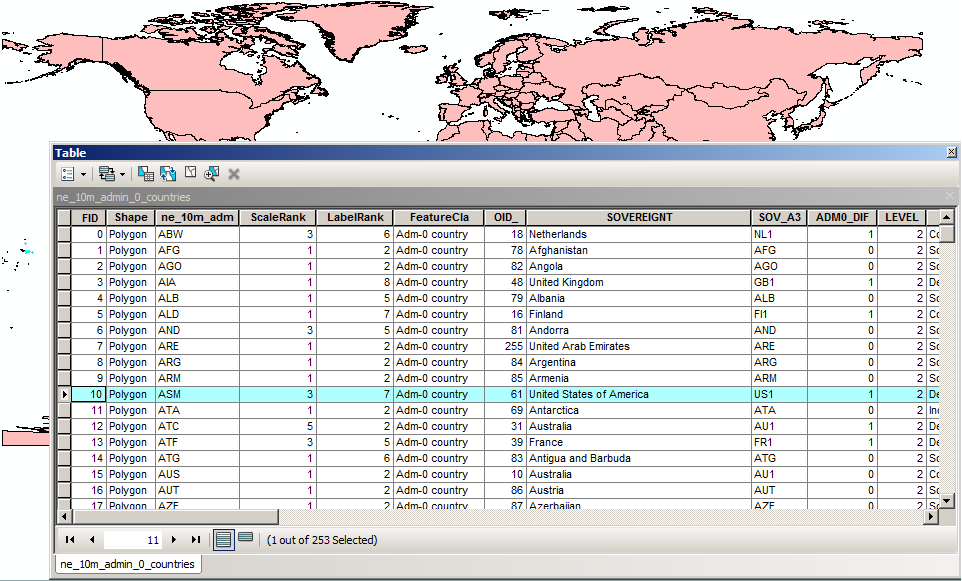 Table
ne_10m_admin_0_countries
FID Shape ne_10m_adm ScaleRank LabelRank FeatureCla OID_ SOVEREIGNT SOV_A3 ADM0_DIF LEVEL
0 Polygon ABW 3 6 Adm-0 country 18 Netherlands NL1 1 2 Co
1 Polygon AFG 1 2 Adm-0 country 78 Afghanistan AFG 0 2 So
2 Polygon AGO 1 2 Adm-0 country 82 Angola AGO 0 2 So
3 Polygon AIA 1 8 Adm-0 country 48 United Kingdom GB1 1 2 De
4 Polygon ALB 1 5 Adm-0 country 79 Albania ALB 0 2 So
5 Polygon ALD 1 7 Adm-0 country 16 Finland FI1 1 2 Co
6 Polygon AND 3 5 Adm-0 country 81 Andorra AND 0 2 So
7 Polygon ARE 1 2 Adm-0 country 255 United Arab Emirates ARE 0 2 So
8 Polygon ARG 1 2 Adm-0 country 84 Argentina ARG 0 2 So
9 Polygon ARM 1 2 Adm-0 country 85 Armenia ARM 0 2 So
10 Polygon ASM 3 7 Adm-0 country 61 United States of America US1 1 2 De
11 Polygon ATA 1 2 Adm-0 country 69 Antarctica ATA 0 2 In
12 Polygon ATC 5 2 Adm-0 country 31 Australia AU1 1 2 De
13 Polygon ATF 3 5 Adm-0 country 39 France FR1 1 2 De
14 Polygon ATG 1 6 Adm-0 country 83 Antigua and Barbuda ATG 0 2 So
15 Polygon AUS 1 2 Adm-0 country 10 Australia AU1 0 2 Co
16 Polygon AUT 1 2 Adm-0 country 86 Austria AUT 0 2 So
17 Polygon AZE 1 2 Adm-0 country 87 Azerbaijan AZE 0 2 So
11 (1 out of 253 Selected)
ne_10m_admin_0_countries